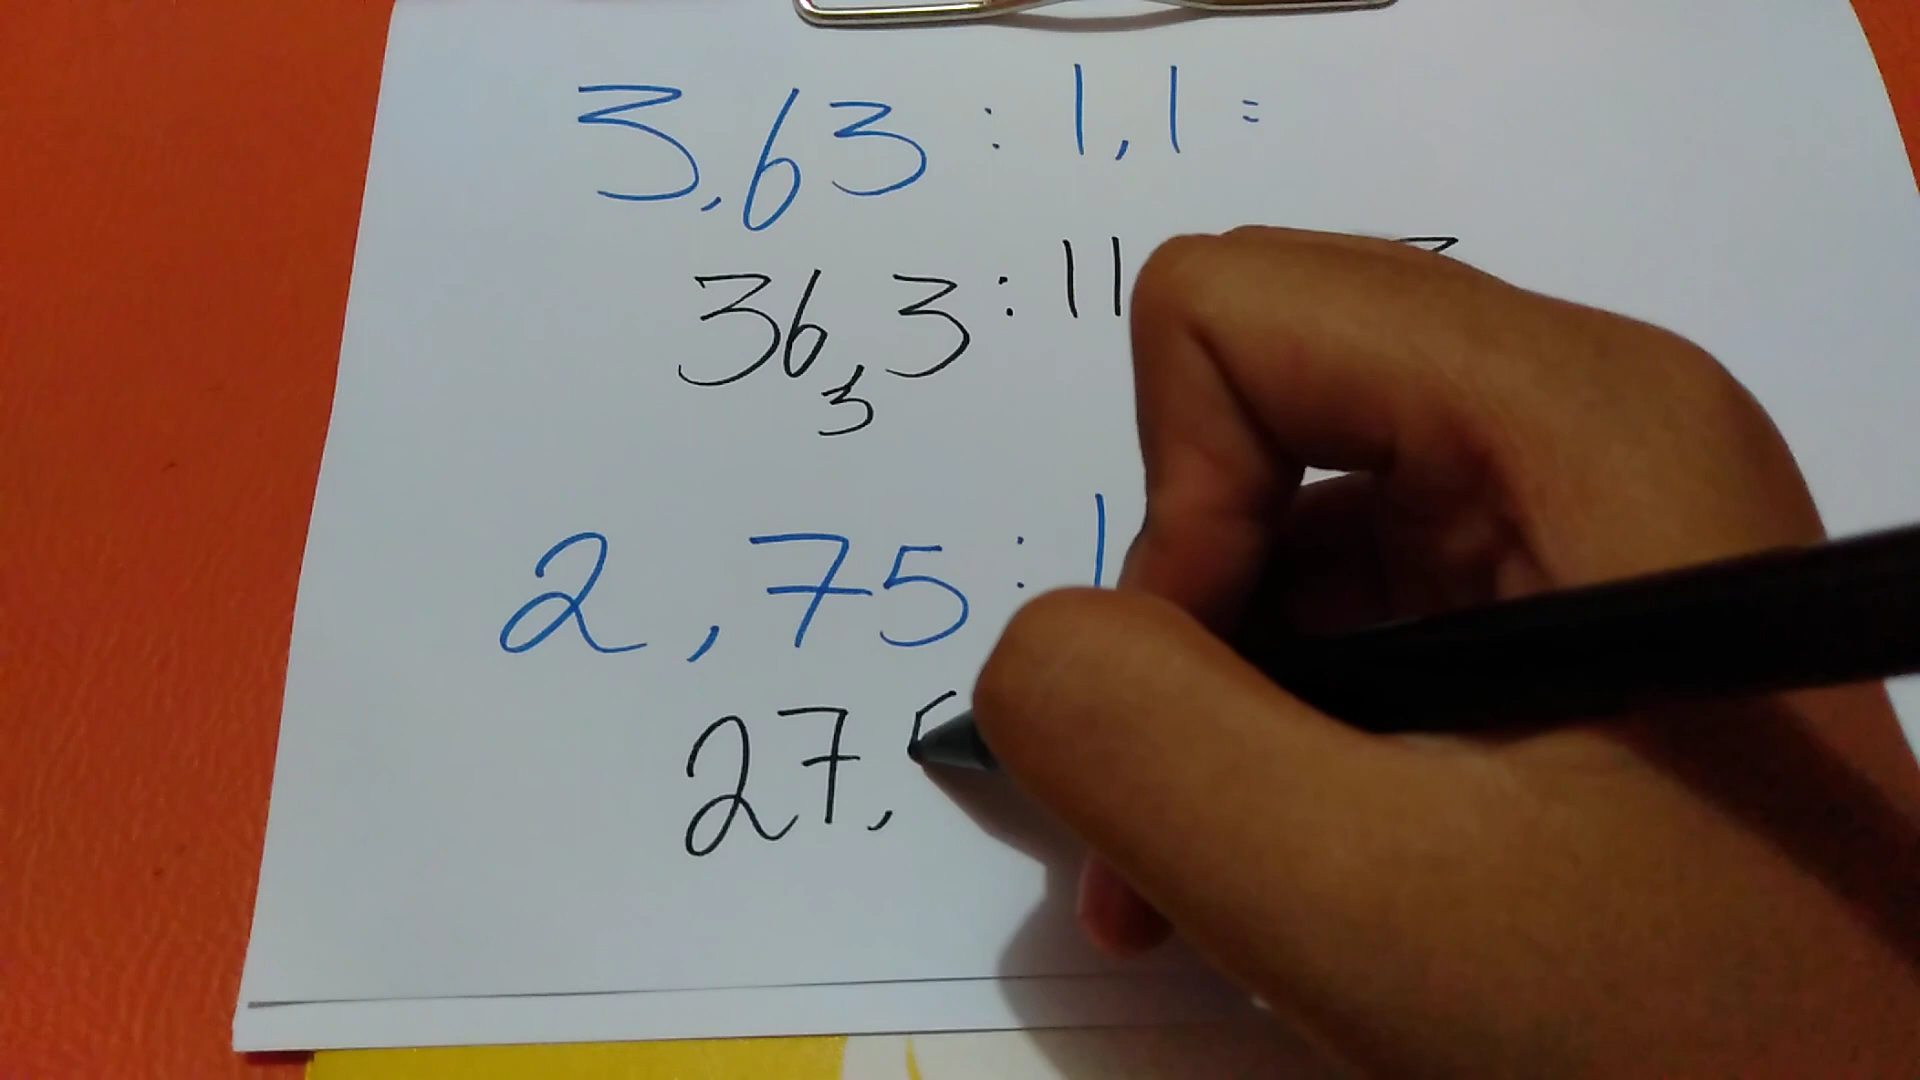 3,63 : 1,1 =
36,3 : 11
3
2,75 : 1
27,